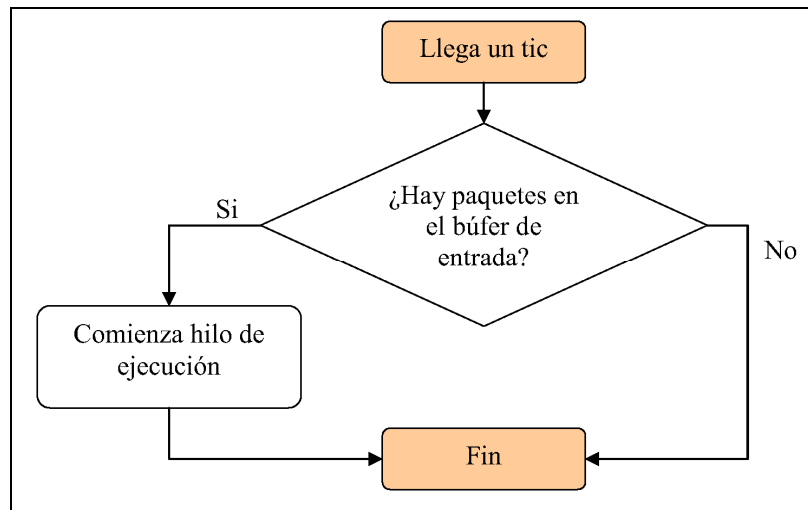 Llega un tic
¿Hay paquetes en
el búfer de
entrada?
Si
No
Comienza hilo de
ejecución
Fin